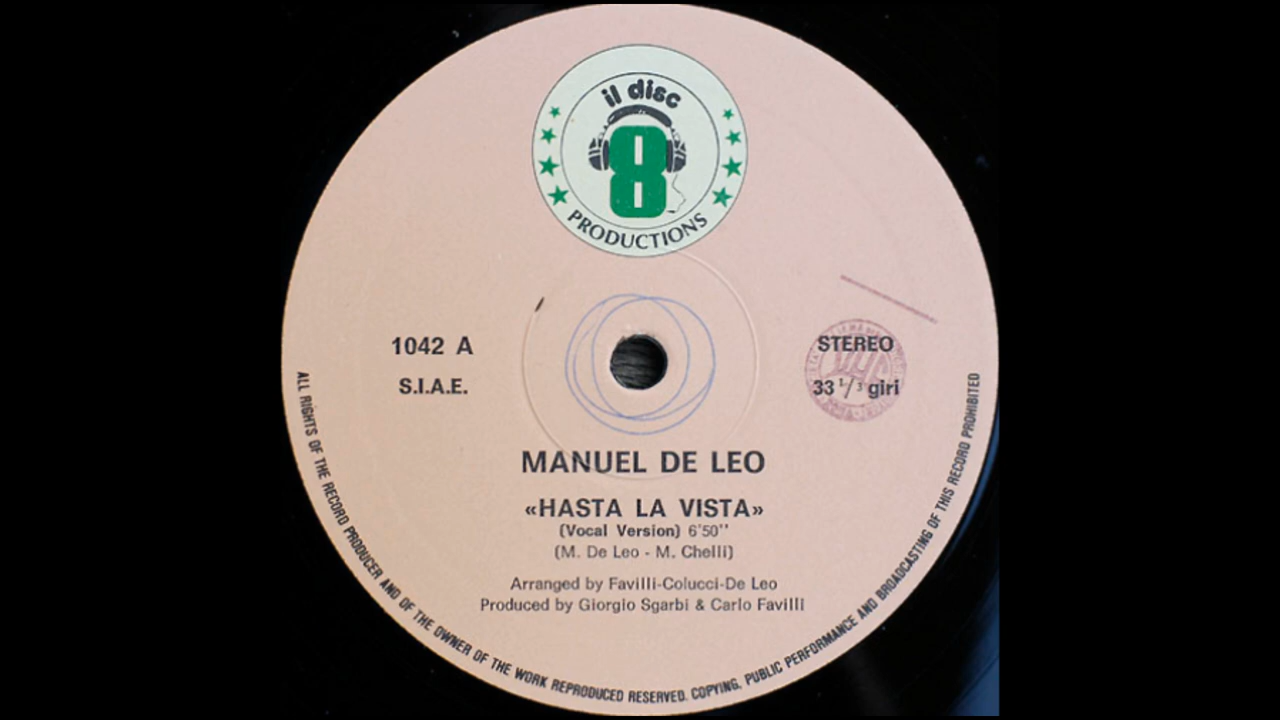 il disc
8
PRODUCTIONS
1042 A
S.I.A.E.
STEREO
33 1/3 giri
MANUEL DE LEO
«HASTA LA VISTA»
(Vocal Version) 6'50''
(M. De Leo - M. Chelli)
Arranged by Favilli-Colucci-De Leo
Produced by Giorgio Sgarbi & Carlo Favilli
ALL RIGHTS OF THE RECORD PRODUCER AND OF THE OWNER OF THE WORK REPRODUCED RESERVED. COPYING, PUBLIC PERFORMANCE AND BROADCASTING OF THIS RECORD PROHIBITED